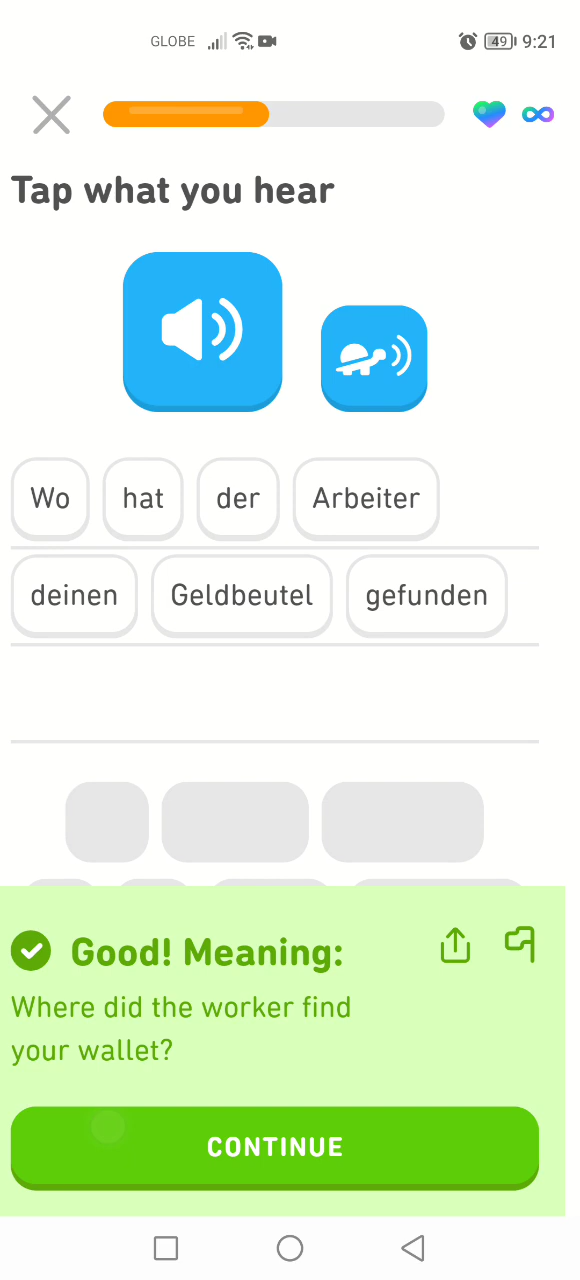 GLOBE 49 9:21
Tap what you hear
Wo hat der Arbeiter
deinen Geldbeutel gefunden
Good! Meaning:
Where did the worker find
your wallet?
CONTINUE